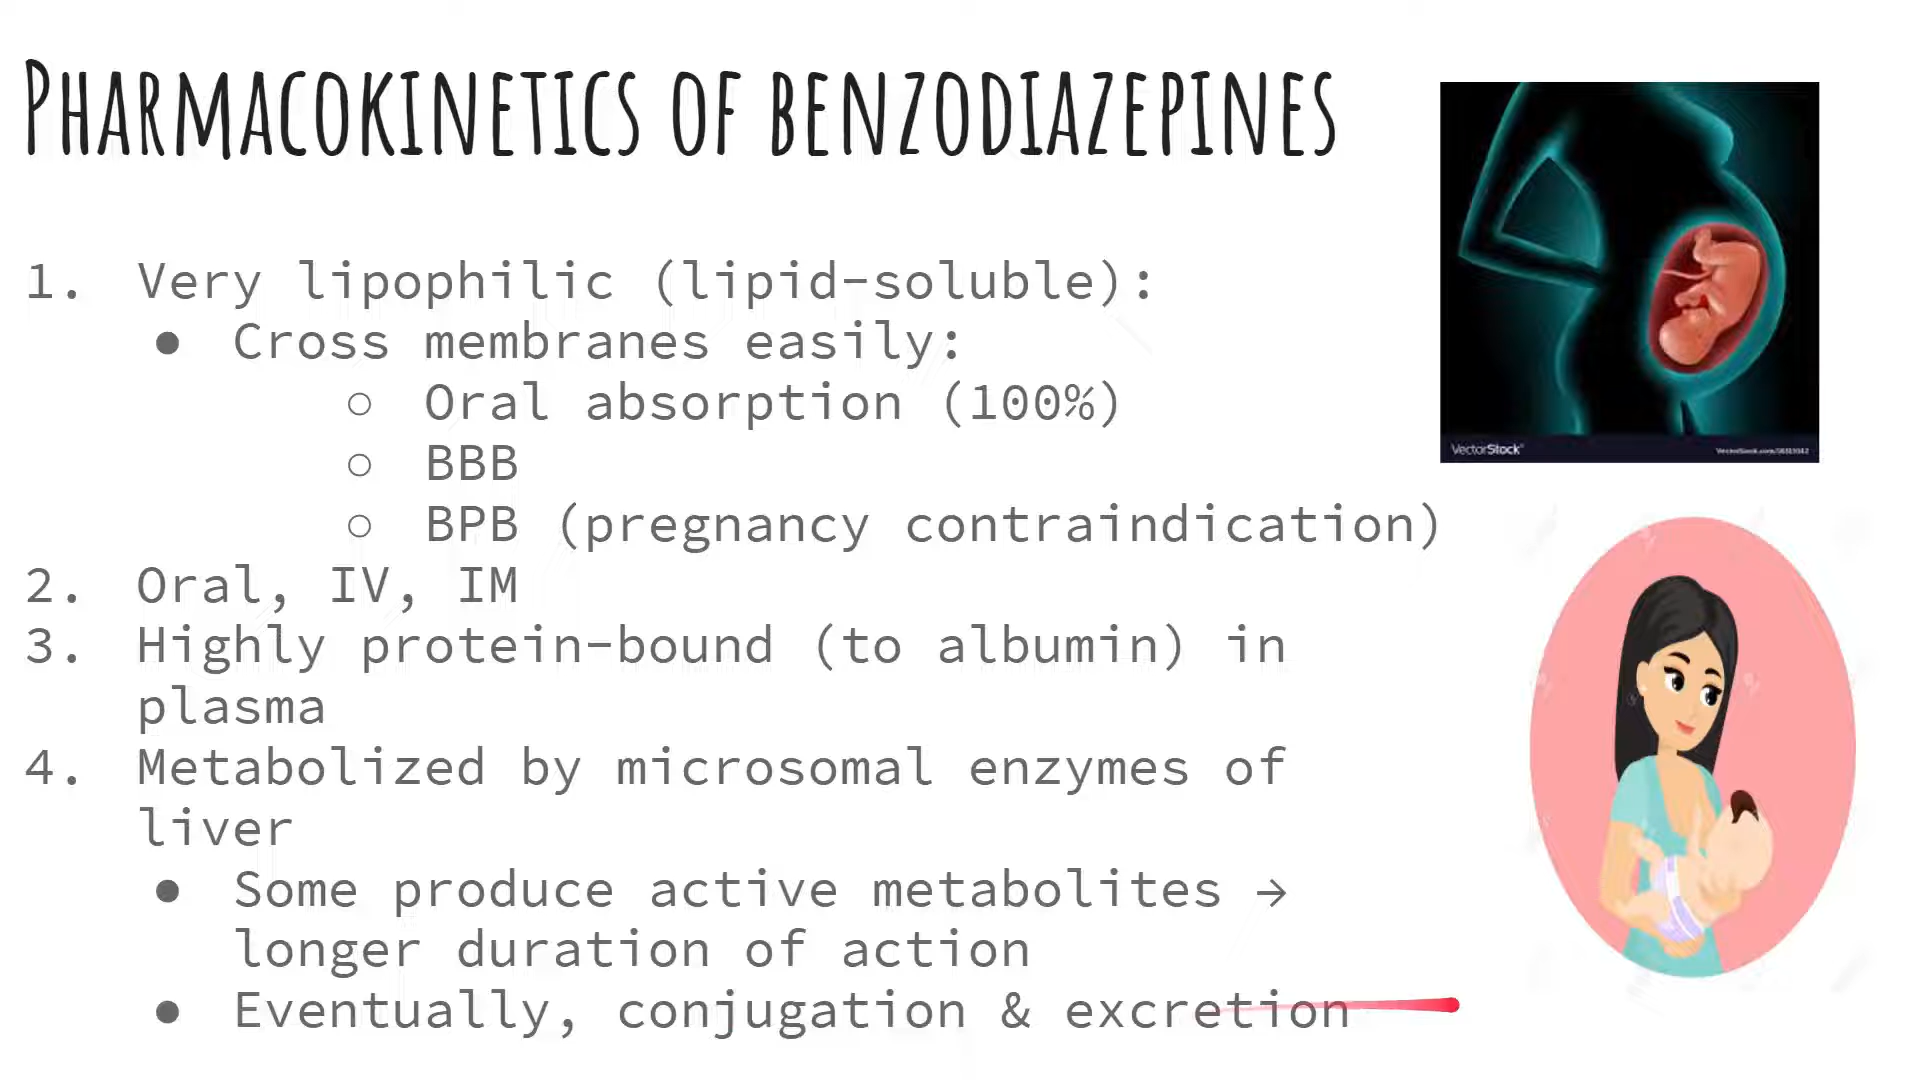 PHARMACOKINETICS OF BENZODIAZEPINES
1. Very lipophilic (lipid-soluble):
● Cross membranes easily:
○ Oral absorption (100%)
○ BBB
○ BPB (pregnancy contraindication)
2. Oral, IV, IM
3. Highly protein-bound (to albumin) in
plasma
4. Metabolized by microsomal enzymes of
liver
● Some produce active metabolites →
longer duration of action
● Eventually, conjugation & excretion
VectorStock®